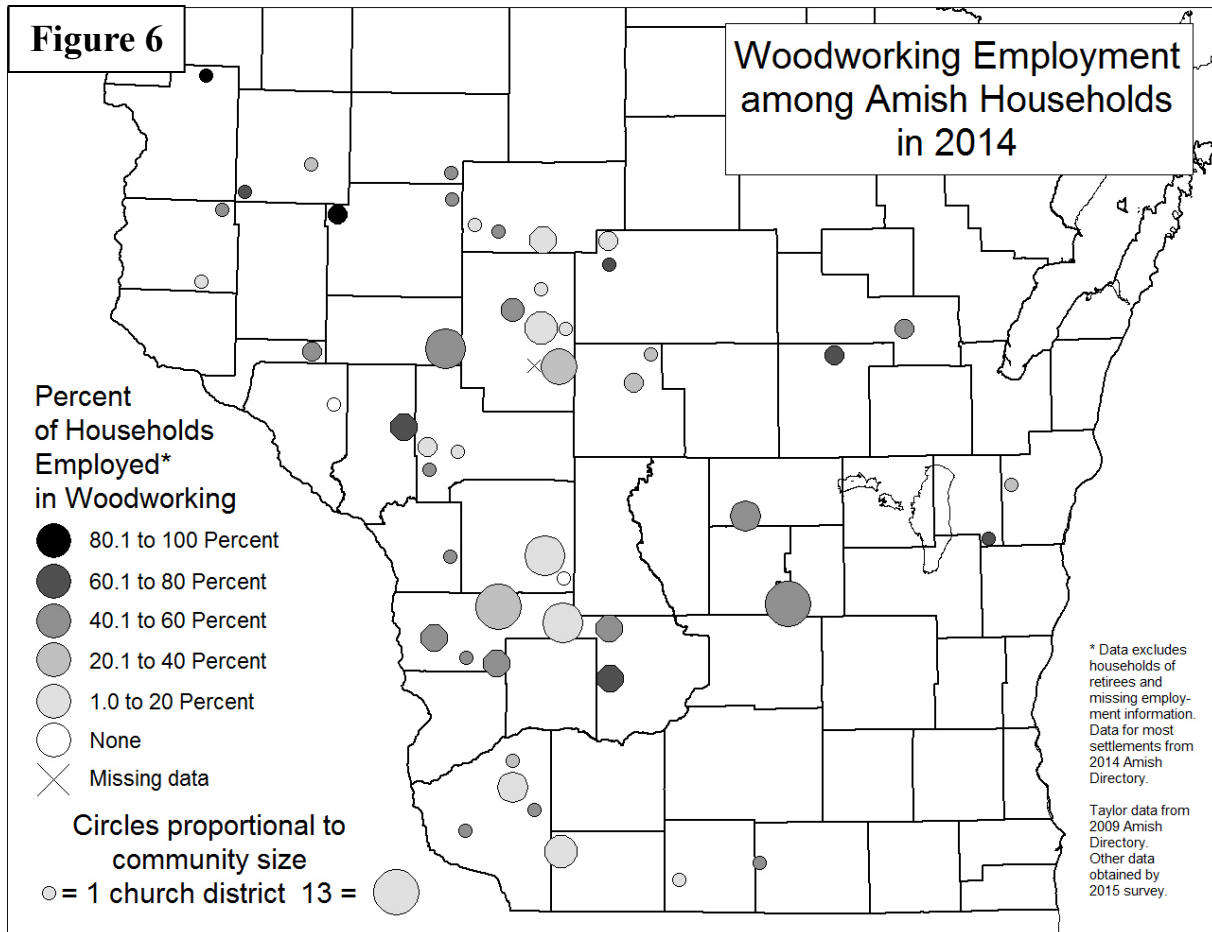 Figure 6
Woodworking Employment
among Amish Households
in 2014
Percent
of Households
Employed*
in Woodworking
80.1 to 100 Percent
60.1 to 80 Percent
40.1 to 60 Percent
20.1 to 40 Percent
1.0 to 20 Percent
None
Missing data
Circles proportional to
community size
= 1 church district 13 =
* Data excludes
households of
retirees and
missing employ-
ment information.
Data for most
settlements from
2014 Amish
Directory.
Taylor data from
2009 Amish
Directory.
Other data
obtained by
2015 survey.